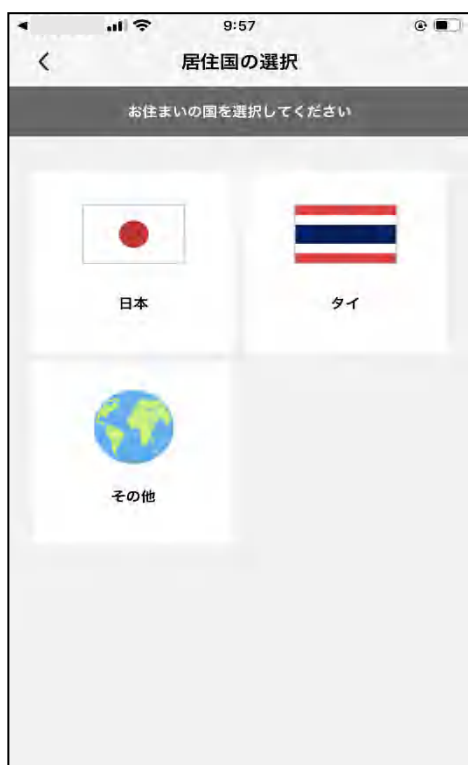 9:57
居住国の選択
お住まいの国を選択してください
日本
タイ
その他